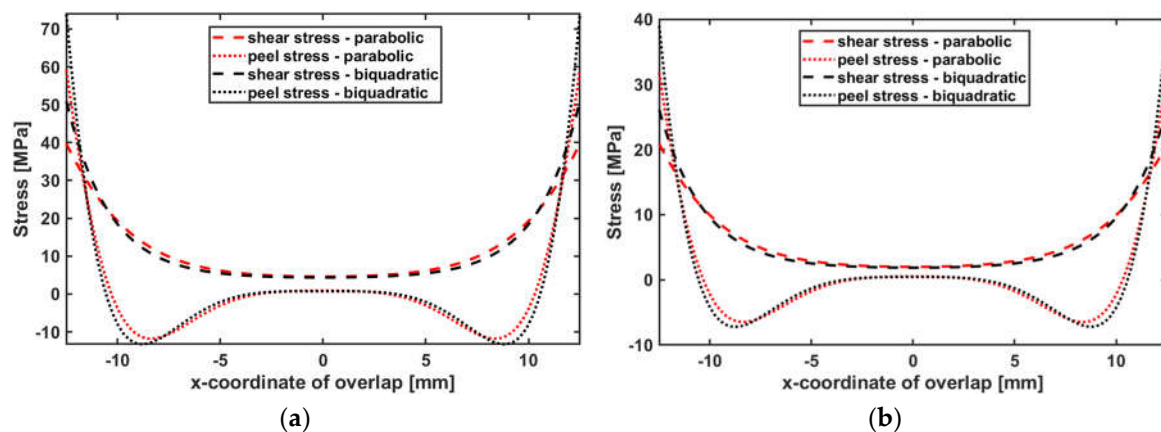 70
60
50
40
30
20
10
0
-10
Stress [MPa]
shear stress - parabolic
peel stress - parabolic
shear stress - biquadratic
peel stress - biquadratic
-10 -5 0 5 10
x-coordinate of overlap [mm]
(a)
40
30
20
10
0
-10
Stress [MPa]
shear stress - parabolic
peel stress - parabolic
shear stress - biquadratic
peel stress - biquadratic
-10 -5 0 5 10
x-coordinate of overlap [mm]
(b)